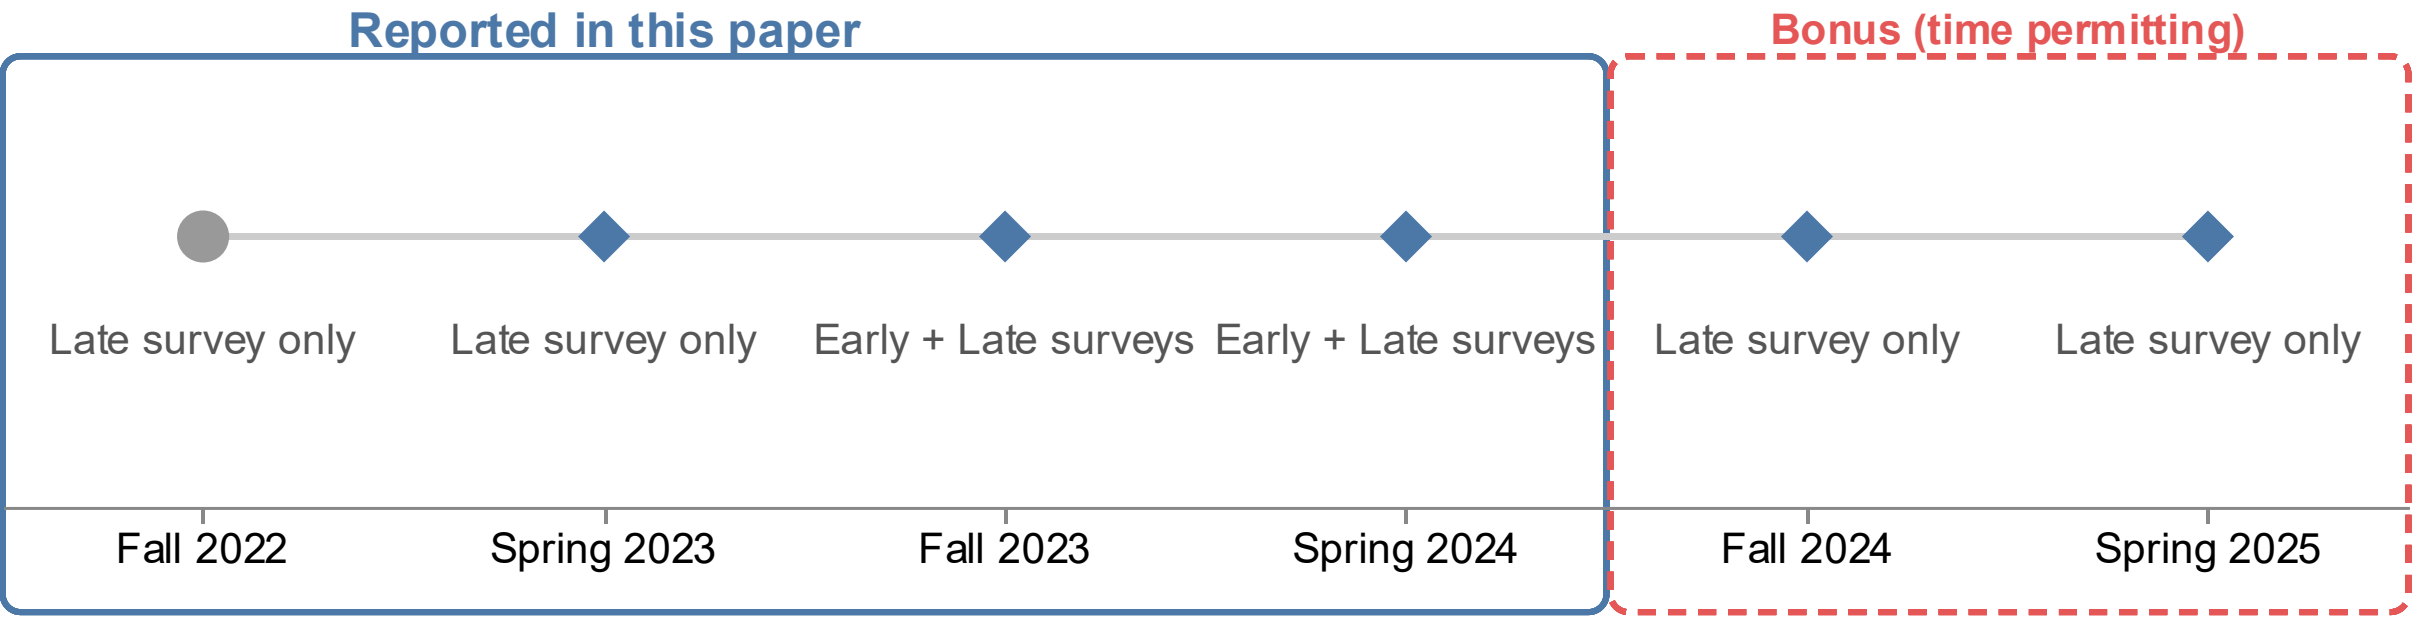 Reported in this paper
Bonus (time permitting)
Late survey only
Late survey only
Early + Late surveys
Early + Late surveys
Late survey only
Late survey only
Fall 2022
Spring 2023
Fall 2023
Spring 2024
Fall 2024
Spring 2025